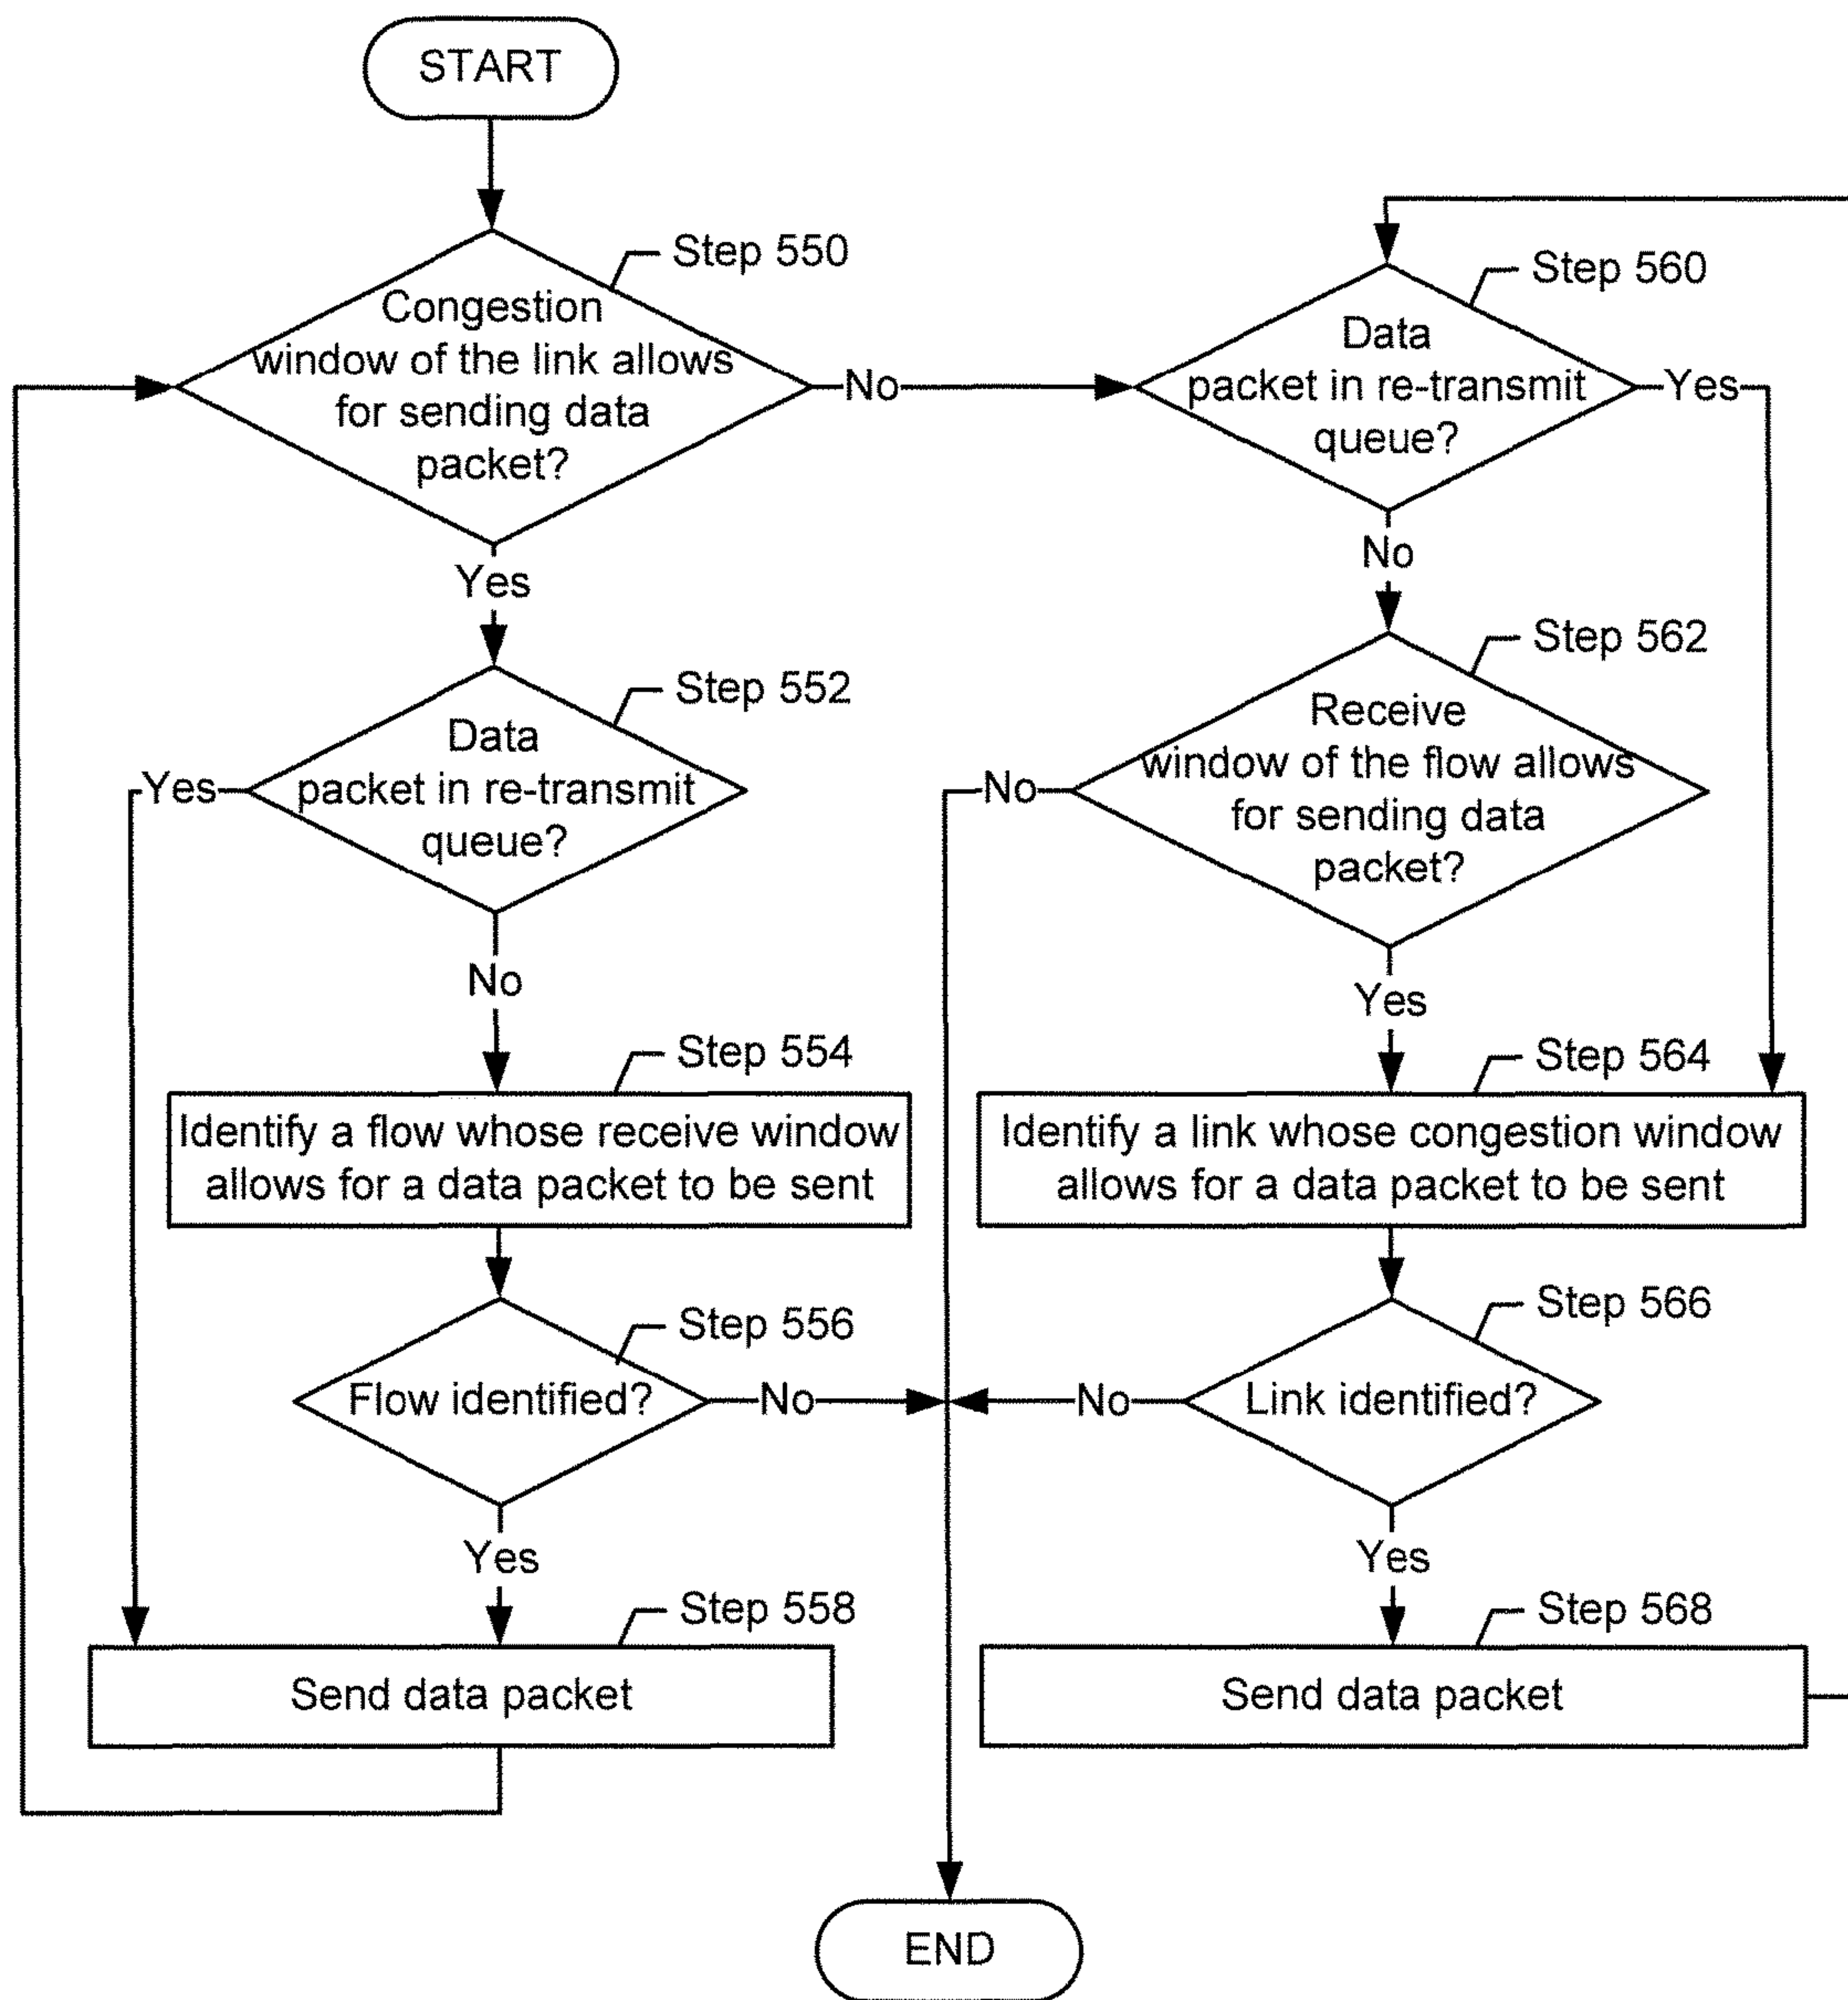 START
Step 550
Congestion
window of the link allows
for sending data
packet?
No
Yes
Step 560
Data
packet in re-transmit
queue?
Yes
No
Step 552
Data
packet in re-transmit
queue?
Yes
No
Step 562
Receive
window of the flow allows
for sending data
packet?
No
Yes
Step 554
Identify a flow whose receive window
allows for a data packet to be sent
Step 564
Identify a link whose congestion window
allows for a data packet to be sent
Step 556
Flow identified?
No
Yes
Step 566
Link identified?
No
Yes
Step 558
Send data packet
Step 568
Send data packet
END